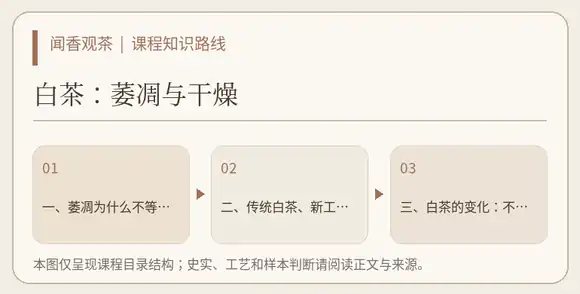 闻香观茶｜课程知识路线
白茶：萎凋与干燥
01
一、萎凋为什么不等…
02
二、传统白茶、新工…
03
三、白茶的变化：不…
本图仅呈现课程目录结构；史实、工艺和样本判断请阅读正文与来源。